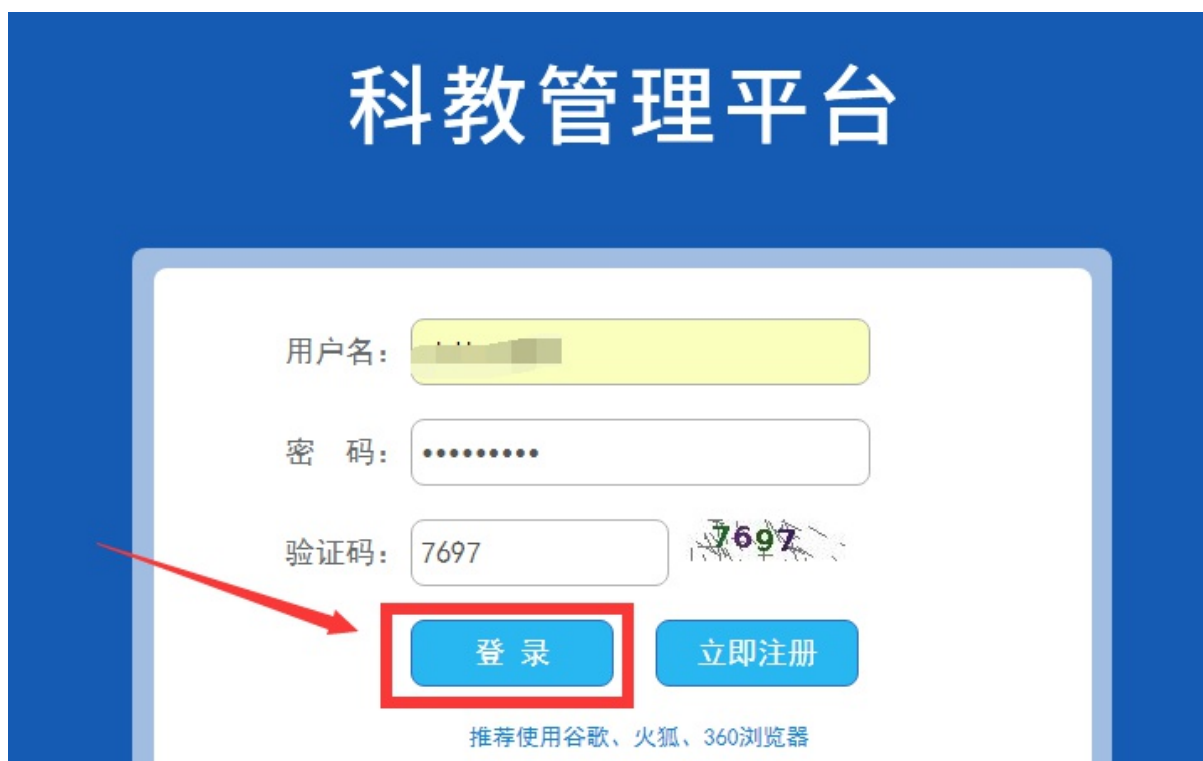 科教管理平台
用户名：
密 码：•••••••••
验证码：7697 7697
登 录 立即注册
推荐使用谷歌、火狐、360浏览器